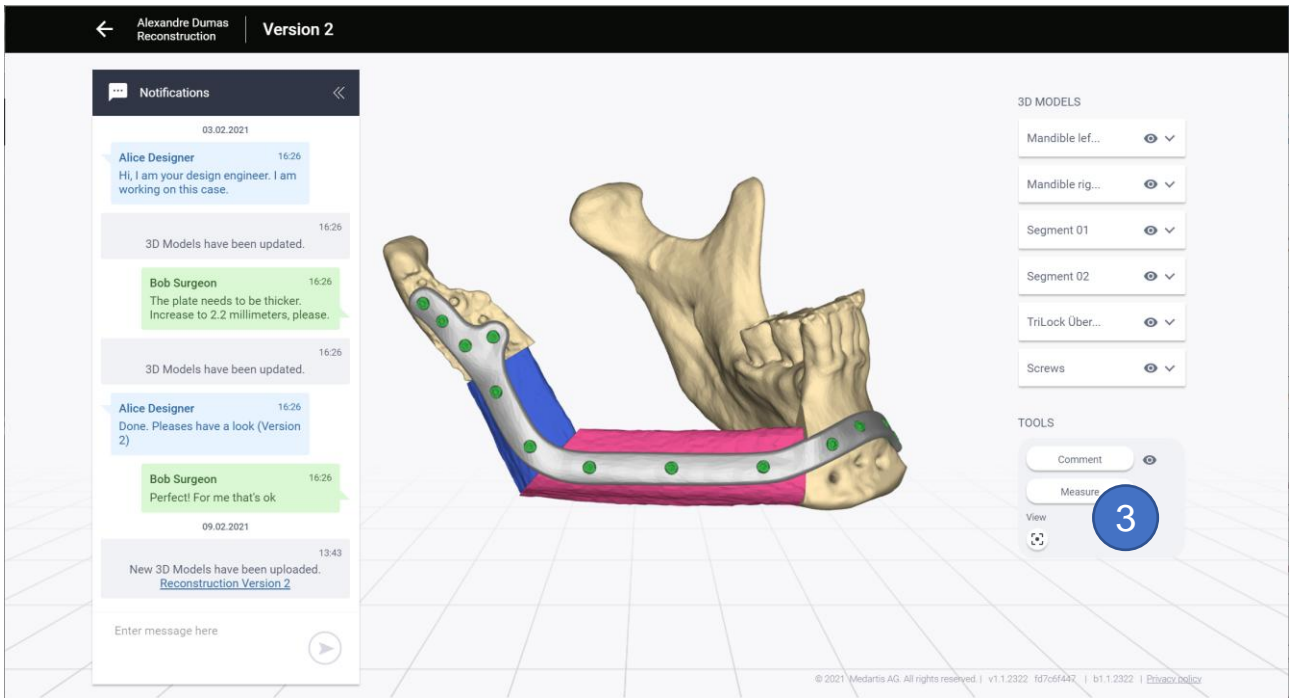 Alexandre Dumas
Reconstruction
Version 2
Notifications
03.02.2021
Alice Designer 16:26
Hi, I am your design engineer. I am
working on this case.
16:26
3D Models have been updated.
Bob Surgeon 16:26
The plate needs to be thicker.
Increase to 2.2 millimeters, please.
16:26
3D Models have been updated.
Alice Designer 16:26
Done. Pleases have a look (Version
2)
Bob Surgeon 16:26
Perfect! For me that's ok
09.02.2021
13:43
New 3D Models have been uploaded.
Reconstruction Version 2
Enter message here
3D MODELS
Mandible lef...
Mandible rig...
Segment 01
Segment 02
TriLock Über...
Screws
TOOLS
Comment
Measure
View
3
© 2021 Medartis AG. All rights reserved. | v1.1.2322 fd7c6f447 | b1.1.2322 | Privacy policy